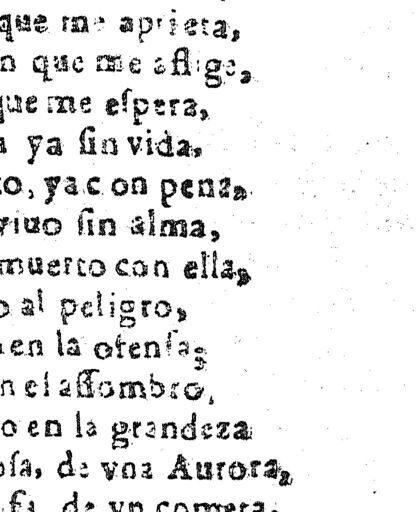 que me aprieta,
n que me aflige,
que me eſpera,
a ya ſin vida,
to, ya con pena,
viuo ſin alma,
muerto con ella,
o al peligro,
en la ofenſa;
n el aſſombro,
o en la grandeza
oſa, de vna Aurora,
ſa, de vn cometa,